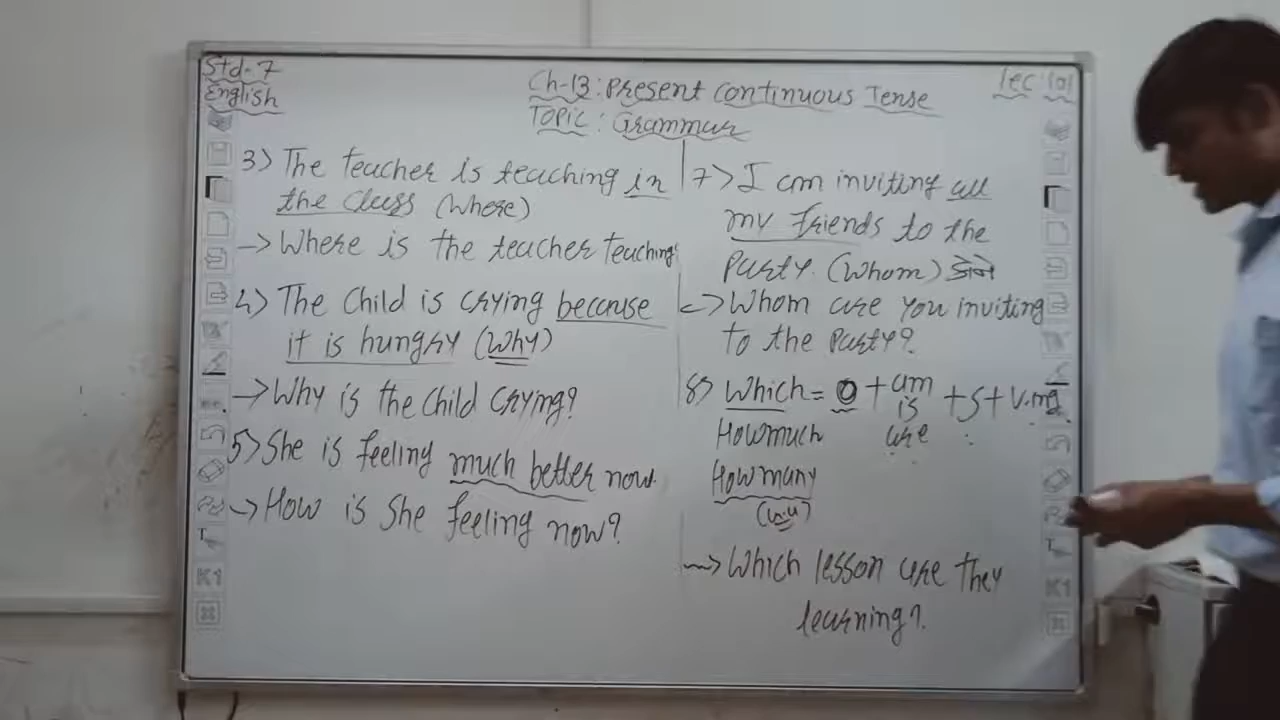 Std-7
English
Ch-13: Present Continuous Tense
Topic: Grammar
Lec: 101
3) The teacher is teaching in
the class (Where)
→ Where is the teacher teaching?
4) The child is crying because
it is hungry (Why)
→ Why is the child crying?
5) She is feeling much better now.
→ How is she feeling now?
7) I am inviting all
my friends to the
party. (Whom)
→ Whom are you inviting
to the party?
8) Which = O + am + S + V.ing
is
How much are
How many
→ Which lesson are they
learning?
T
K1
T
K1